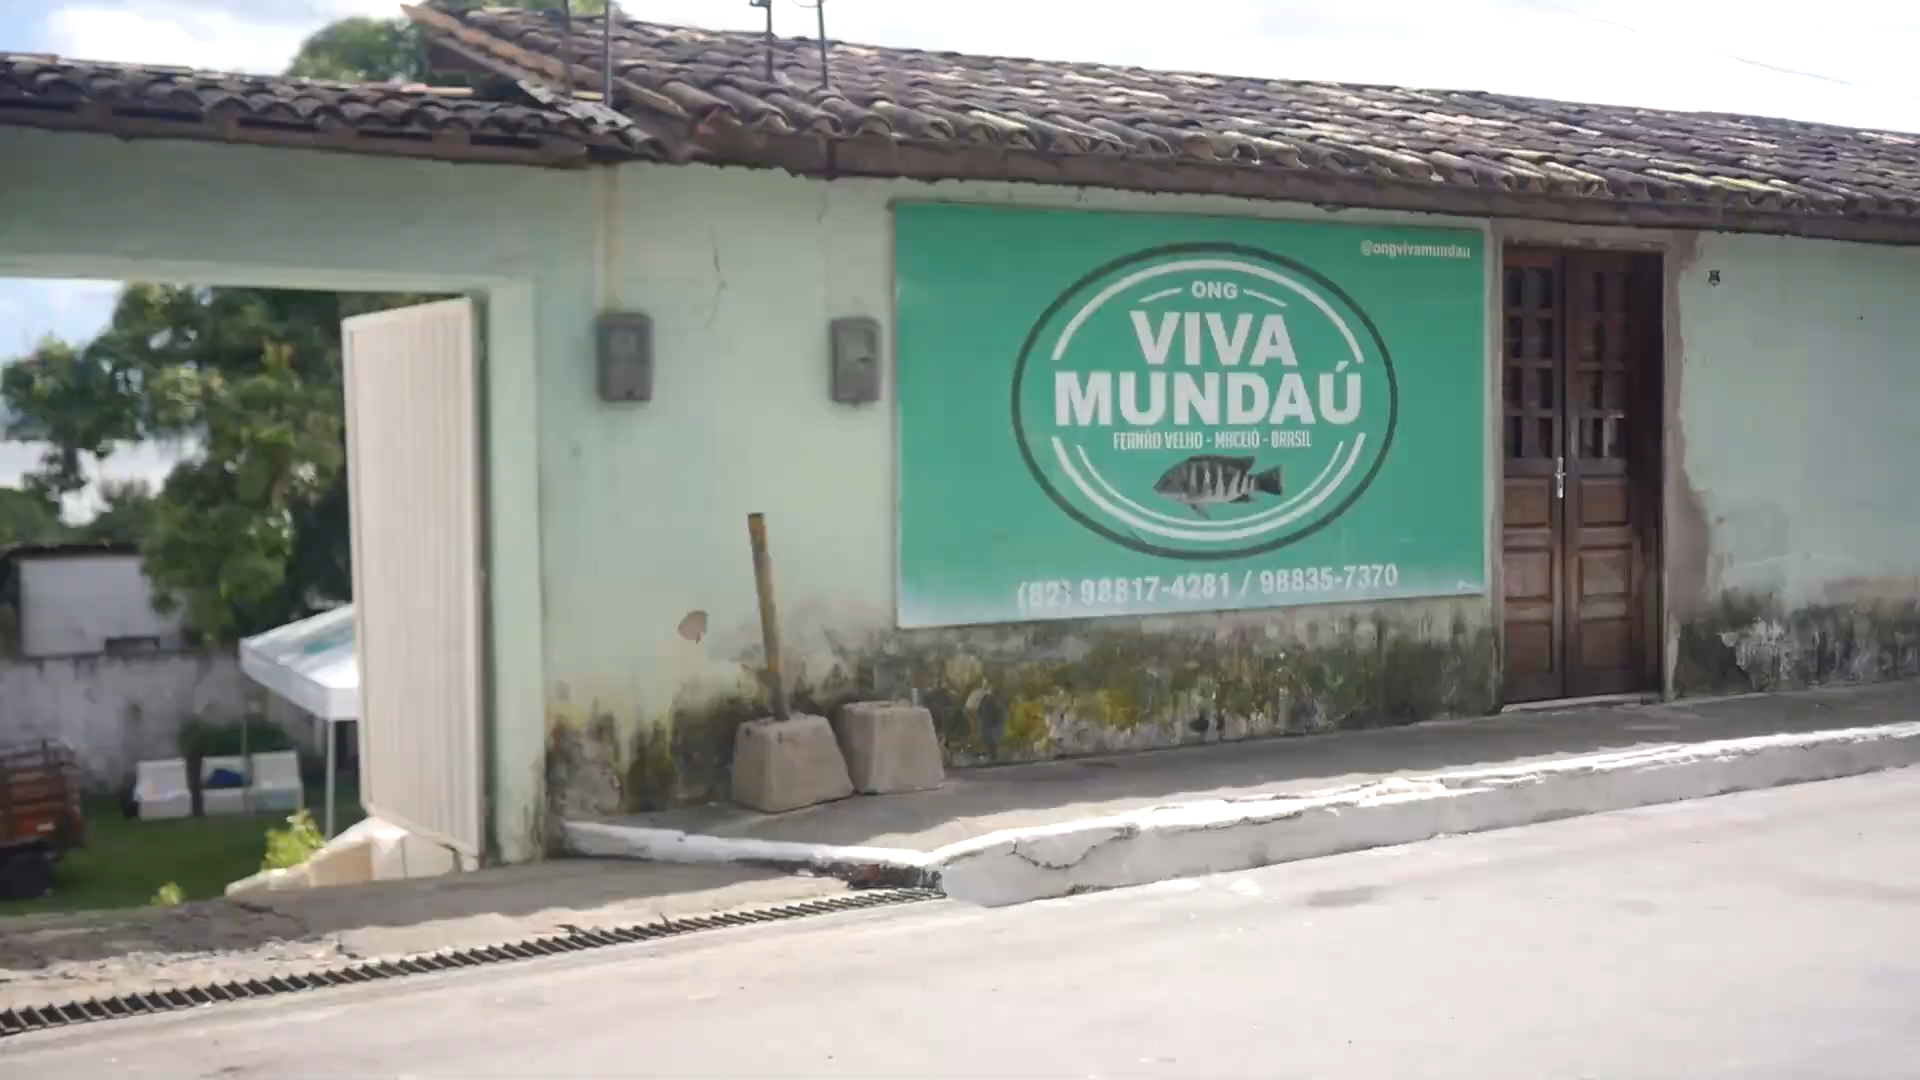 @ongvivamundau
ONG
VIVA
MUNDAÚ
FERNÃO VELHO - MACEIÓ - BRASIL
(82) 98817-4281 / 98835-7370